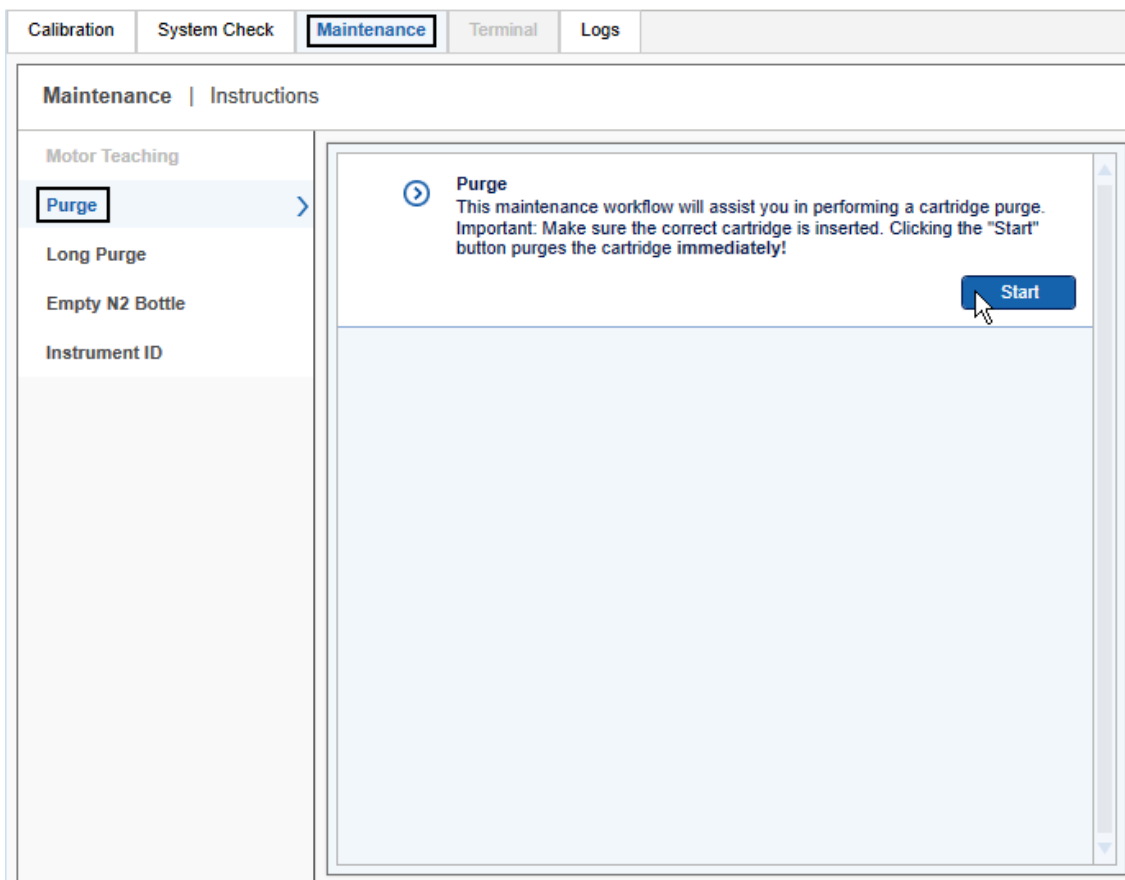 Calibration System Check Maintenance Terminal Logs
Maintenance | Instructions
Motor Teaching
Purge
Long Purge
Empty N2 Bottle
Instrument ID
Purge
This maintenance workflow will assist you in performing a cartridge purge.
Important: Make sure the correct cartridge is inserted. Clicking the "Start"
button purges the cartridge immediately!
Start